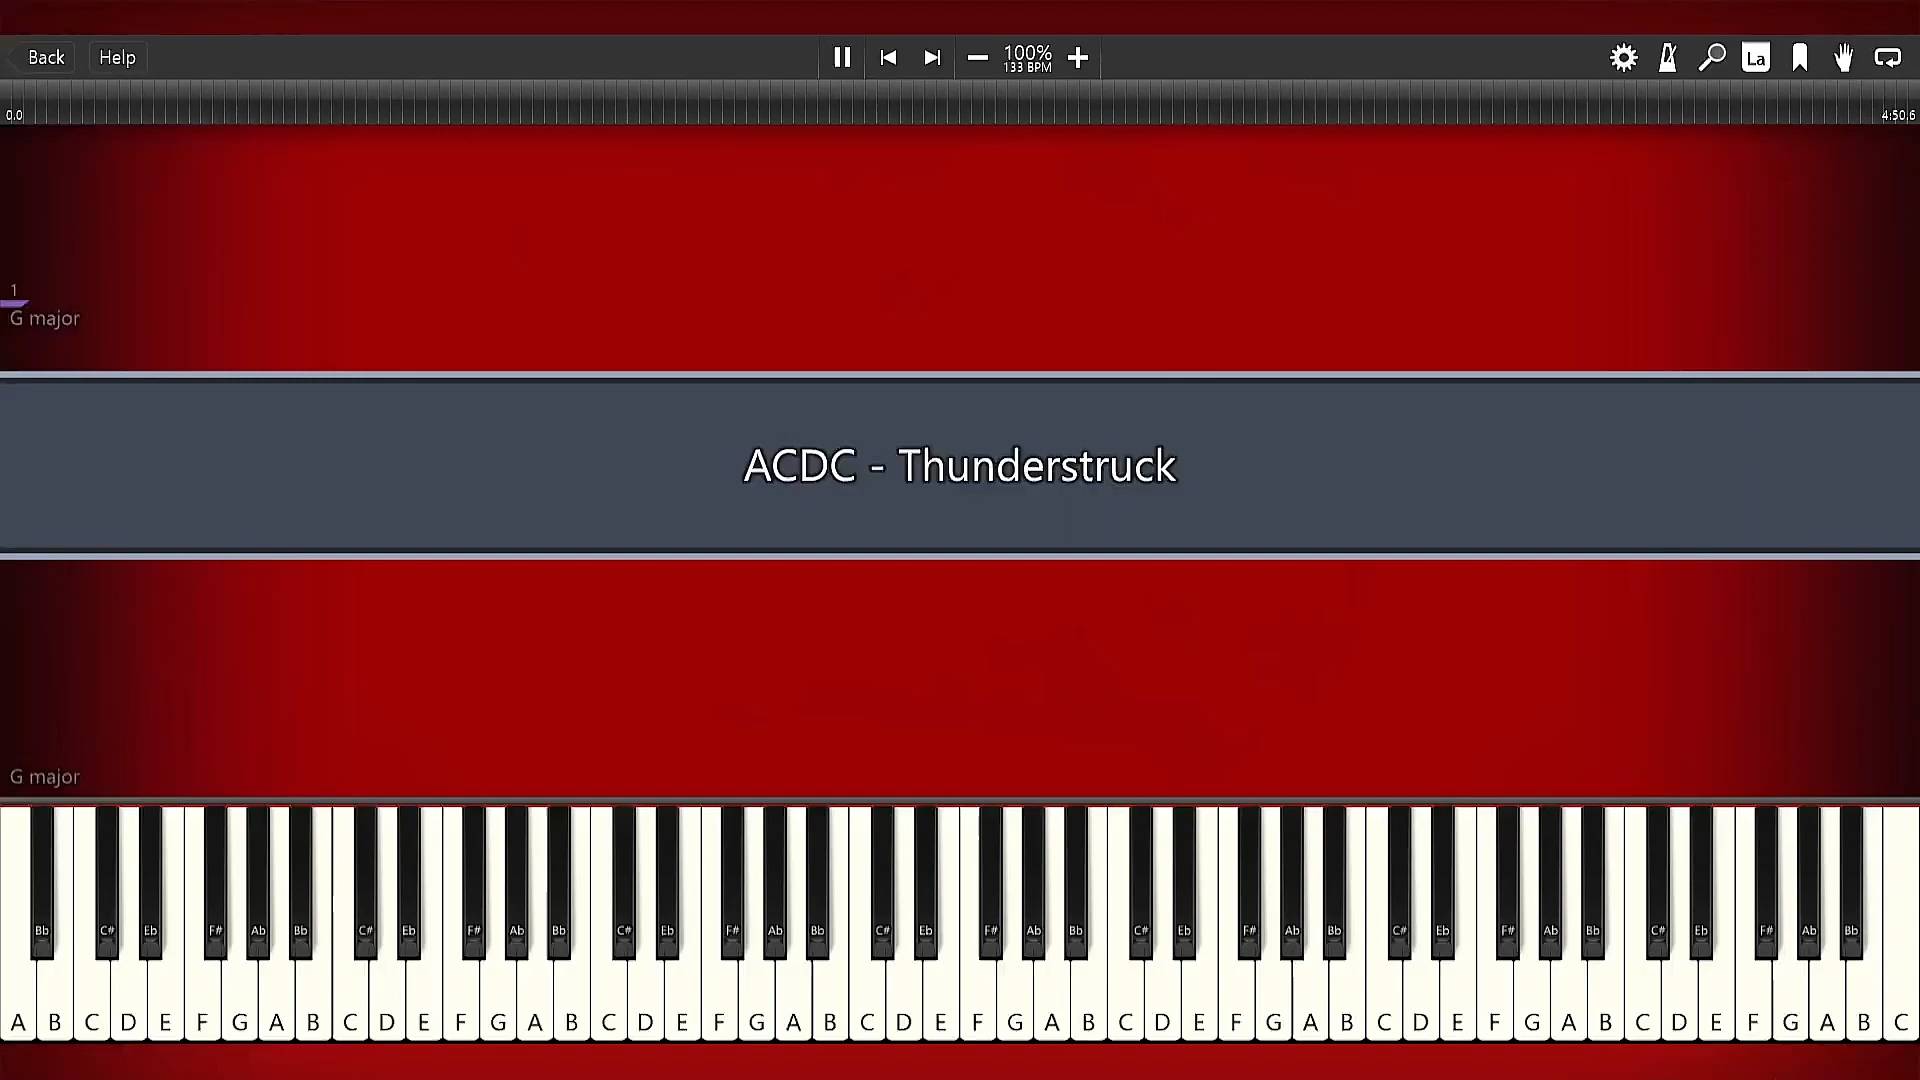 Back Help 100% La
133 BPM
0.0 4:50,6
1
G major
ACDC - Thunderstruck
G major
Bb C# Eb F# Ab Bb C# Eb F# Ab Bb C# Eb F# Ab Bb C# Eb F# Ab Bb C# Eb F# Ab Bb C# Eb F# Ab Bb C# Eb F# Ab Bb
A B C D E F G A B C D E F G A B C D E F G A B C D E F G A B C D E F G A B C D E F G A B C D E F G A B C